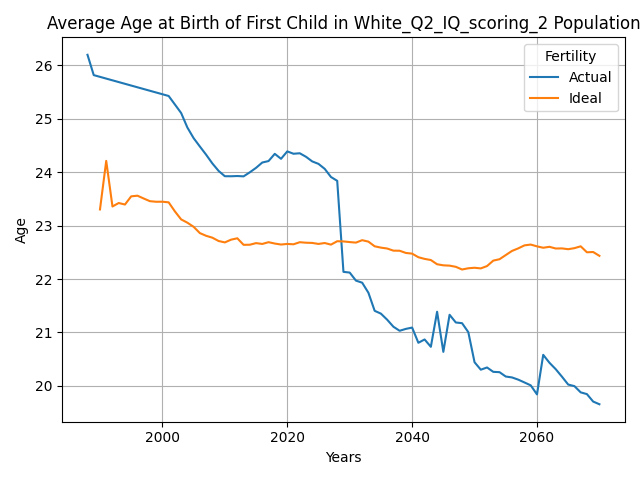 Average Age at Birth of First Child in White_Q2_IQ_scoring_2 Population
Fertility
Actual
Ideal
Age
26
25
24
23
22
21
20
2000
2020
2040
2060
Years